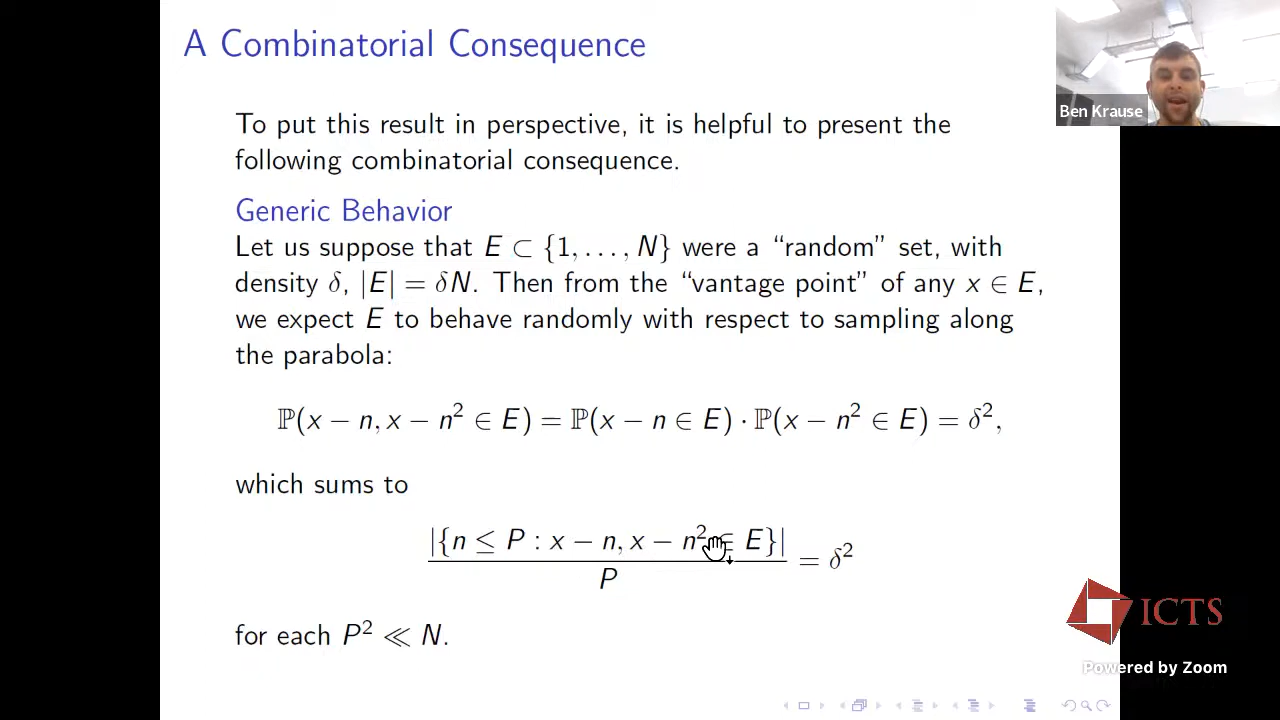 A Combinatorial Consequence
Ben Krause
To put this result in perspective, it is helpful to present the
following combinatorial consequence.
Generic Behavior
Let us suppose that E ⊂ {1, . . . , N} were a “random” set, with
density δ, |E| = δN. Then from the “vantage point” of any x ∈ E,
we expect E to behave randomly with respect to sampling along
the parabola:
ℙ(x − n, x − n² ∈ E) = ℙ(x − n ∈ E) · ℙ(x − n² ∈ E) = δ²,
which sums to
|{n ≤ P : x − n, x − n² ∈ E}|
= δ²
P
for each P² ≪ N.
ICTS
Powered by Zoom